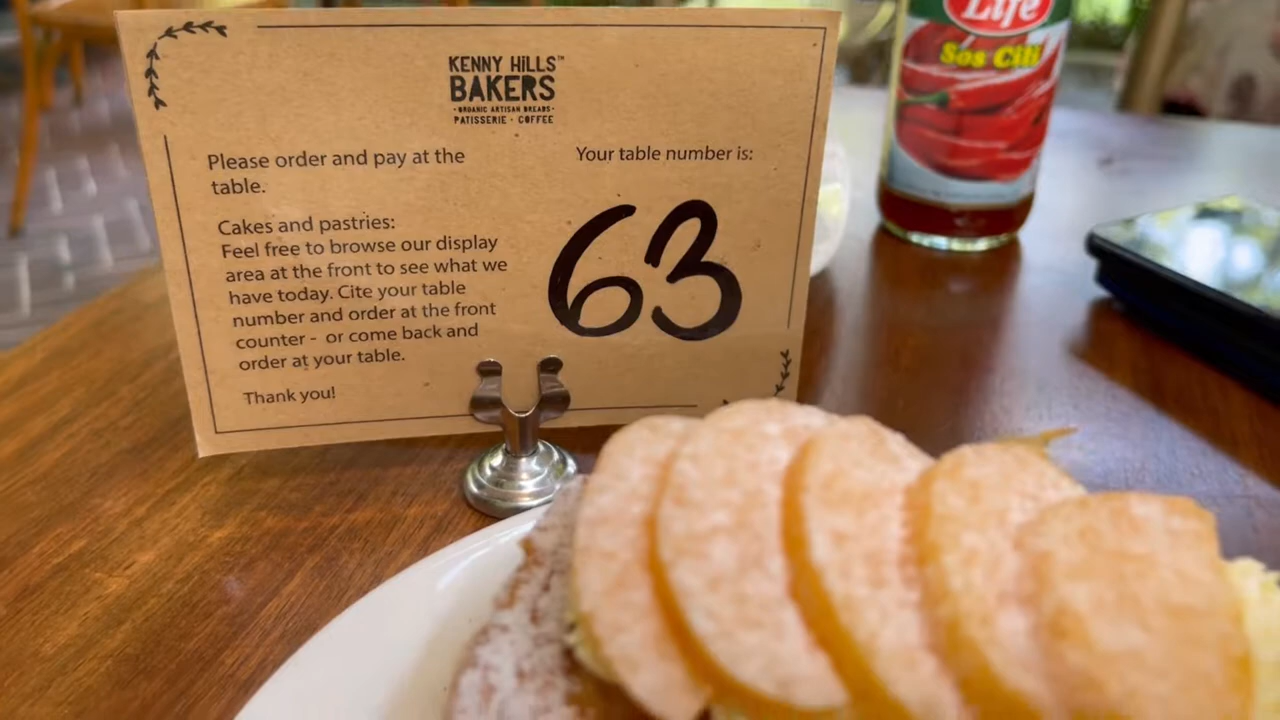 KENNY HiLLS™
BAKERS
· ORGANIC ARTISAN BREADS ·
PATISSERIE · COFFEE
Please order and pay at the
table.
Cakes and pastries:
Feel free to browse our display
area at the front to see what we
have today. Cite your table
number and order at the front
counter - or come back and
order at your table.
Thank you!
Your table number is:
63
Life
Sos Cili